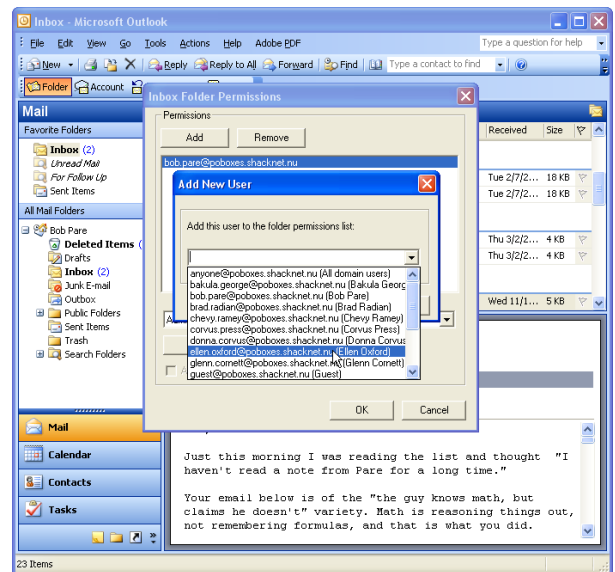 Inbox - Microsoft Outlook
File Edit View Go Tools Actions Help Adobe PDF
Type a question for help
New Reply Reply to All Forward Find Type a contact to find
Folder Account
Inbox Folder Permissions
Mail
Favorite Folders
Inbox (2)
Unread Mail
For Follow Up
Sent Items
All Mail Folders
Bob Pare
Deleted Items
Drafts
Inbox (2)
Junk E-mail
Outbox
Public Folders
Sent Items
Trash
Search Folders
Mail
Calendar
Contacts
Tasks
23 Items
Permissions
Add Remove
bob.pare@poboxes.shacknet.nu
Add New User
Add this user to the folder permissions list:
anyone@poboxes.shacknet.nu (All domain users)
bakula.george@poboxes.shacknet.nu (Bakula Georg
bob.pare@poboxes.shacknet.nu (Bob Pare)
brad.radian@poboxes.shacknet.nu (Brad Radian)
chevy.ramey@poboxes.shacknet.nu (Chevy Ramey)
corvus.press@poboxes.shacknet.nu (Corvus Press)
donna.corvus@poboxes.shacknet.nu (Donna Corvus
ellen.oxford@poboxes.shacknet.nu (Ellen Oxford)
glenn.cornett@poboxes.shacknet.nu (Glenn Cornett)
guest@poboxes.shacknet.nu (Guest)
OK Cancel
Received Size
Tue 2/7/2... 18 KB
Tue 2/7/2... 18 KB
Thu 3/2/2... 4 KB
Thu 3/2/2... 4 KB
Wed 11/1... 5 KB
Just this morning I was reading the list and thought "I
haven't read a note from Pare for a long time."
Your email below is of the "the guy knows math, but
claims he doesn't" variety. Math is reasoning things out,
not remembering formulas, and that is what you did.